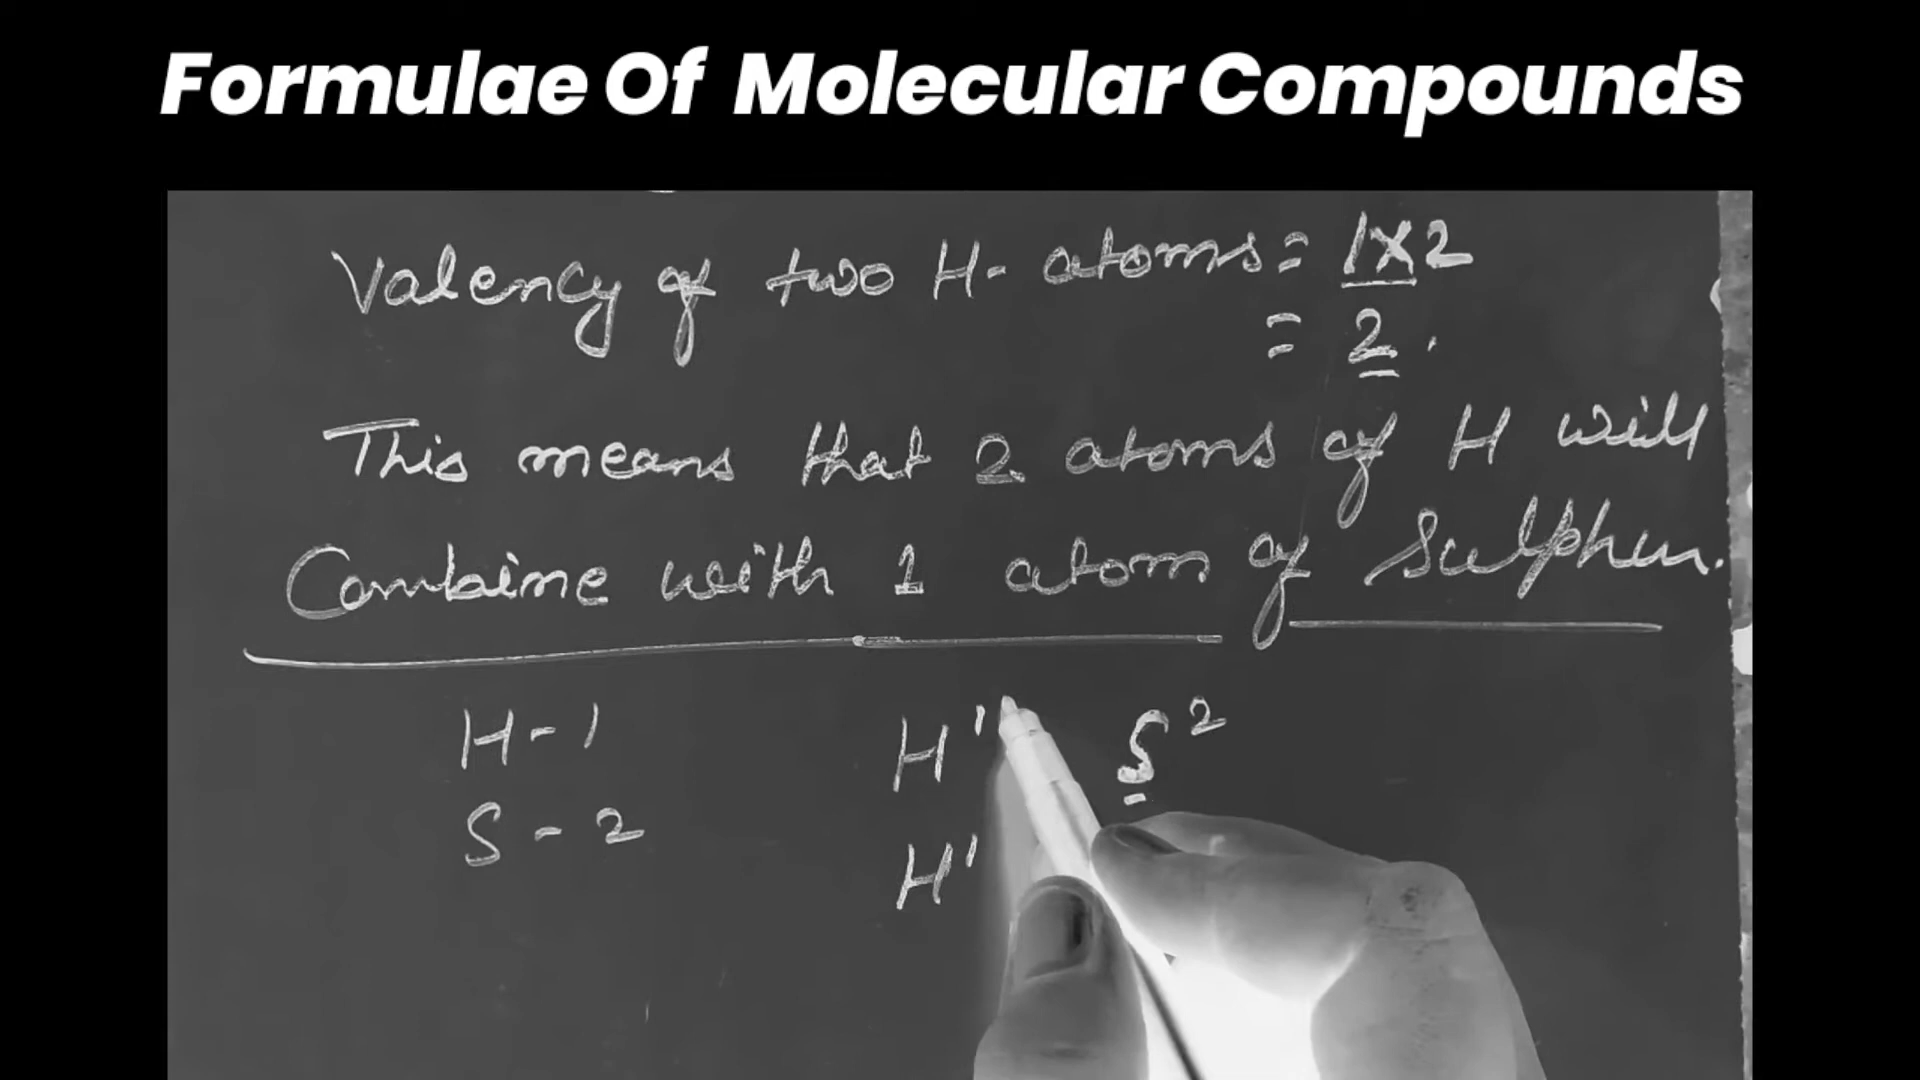 Formulae Of Molecular Compounds
Valency of two H- atoms = 1x2
= 2.
This means that 2 atoms of H will
Combine with 1 atom of Sulphur.
H-1 H¹ S²
S-2 H¹